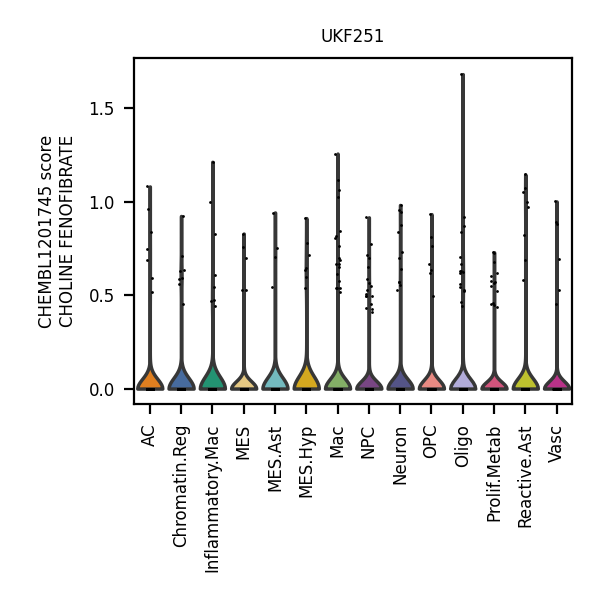 UKF251
CHEMBL1201745 score
CHOLINE FENOFIBRATE
1.5
1.0
0.5
0.0
AC
Chromatin.Reg
Inflammatory.Mac
MES
MES.Ast
MES.Hyp
Mac
NPC
Neuron
OPC
Oligo
Prolif.Metab
Reactive.Ast
Vasc